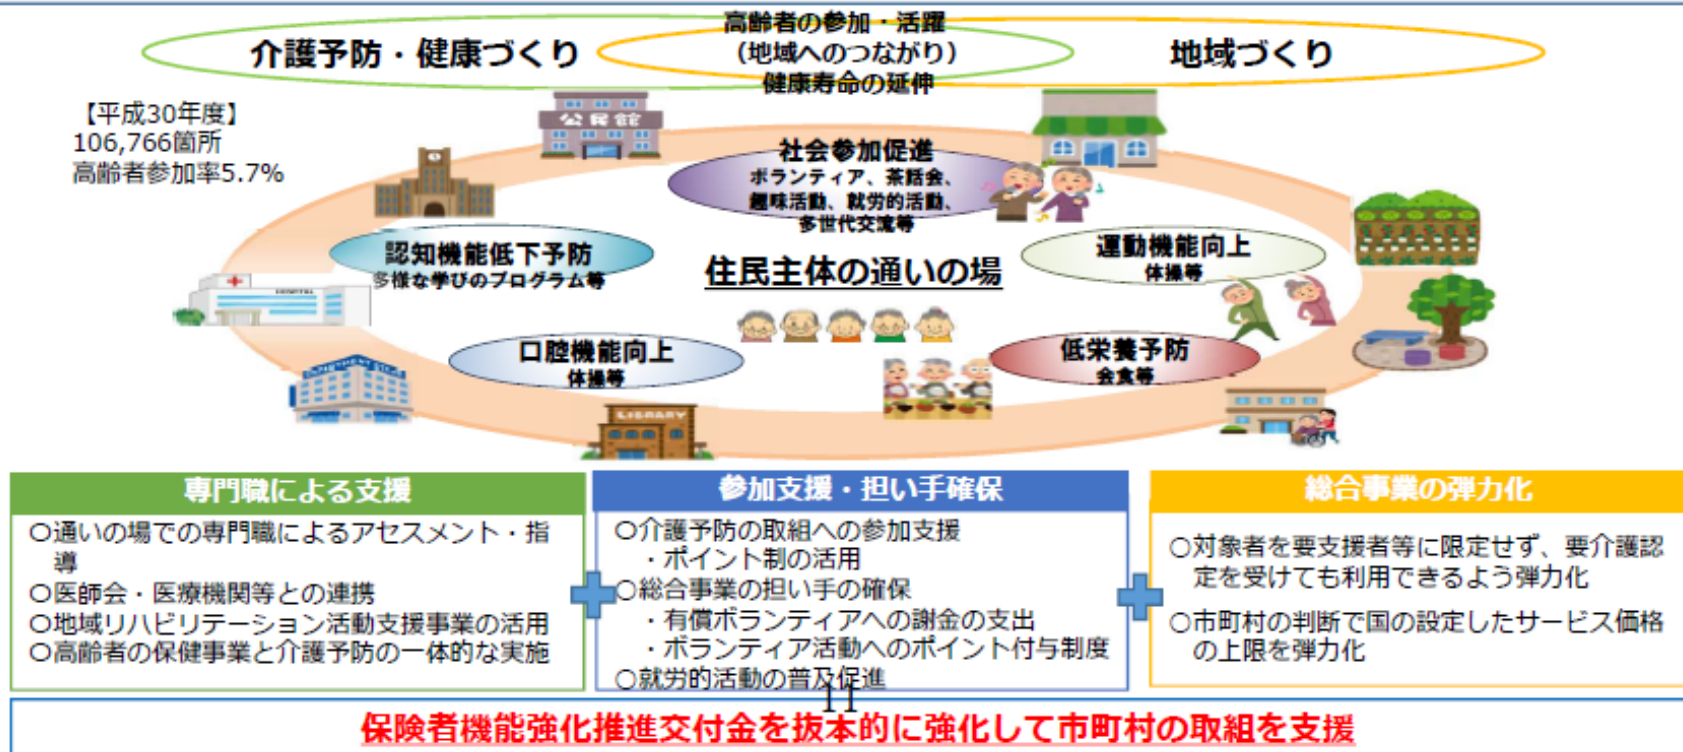 介護予防・健康づくり
高齢者の参加・活躍
（地域へのつながり）
健康寿命の延伸
地域づくり
【平成30年度】
106,766箇所
高齢者参加率5.7%
公民館
社会参加促進
ボランティア、茶話会、
趣味活動、就労的活動、
多世代交流等
認知機能低下予防
多様な学びのプログラム等
住民主体の通いの場
運動機能向上
体操等
HOSPITAL
口腔機能向上
体操等
低栄養予防
会食等
LIBRARY
専門職による支援
○通いの場での専門職によるアセスメント・指
導
○医師会・医療機関等との連携
○地域リハビリテーション活動支援事業の活用
○高齢者の保健事業と介護予防の一体的な実施
参加支援・担い手確保
○介護予防の取組への参加支援
・ポイント制の活用
○総合事業の担い手の確保
・有償ボランティアへの謝金の支出
・ボランティア活動へのポイント付与制度
○就労的活動の普及促進
総合事業の弾力化
○対象者を要支援者等に限定せず、要介護認
定を受けても利用できるよう弾力化
○市町村の判断で国の設定したサービス価格
の上限を弾力化
11
保険者機能強化推進交付金を抜本的に強化して市町村の取組を支援